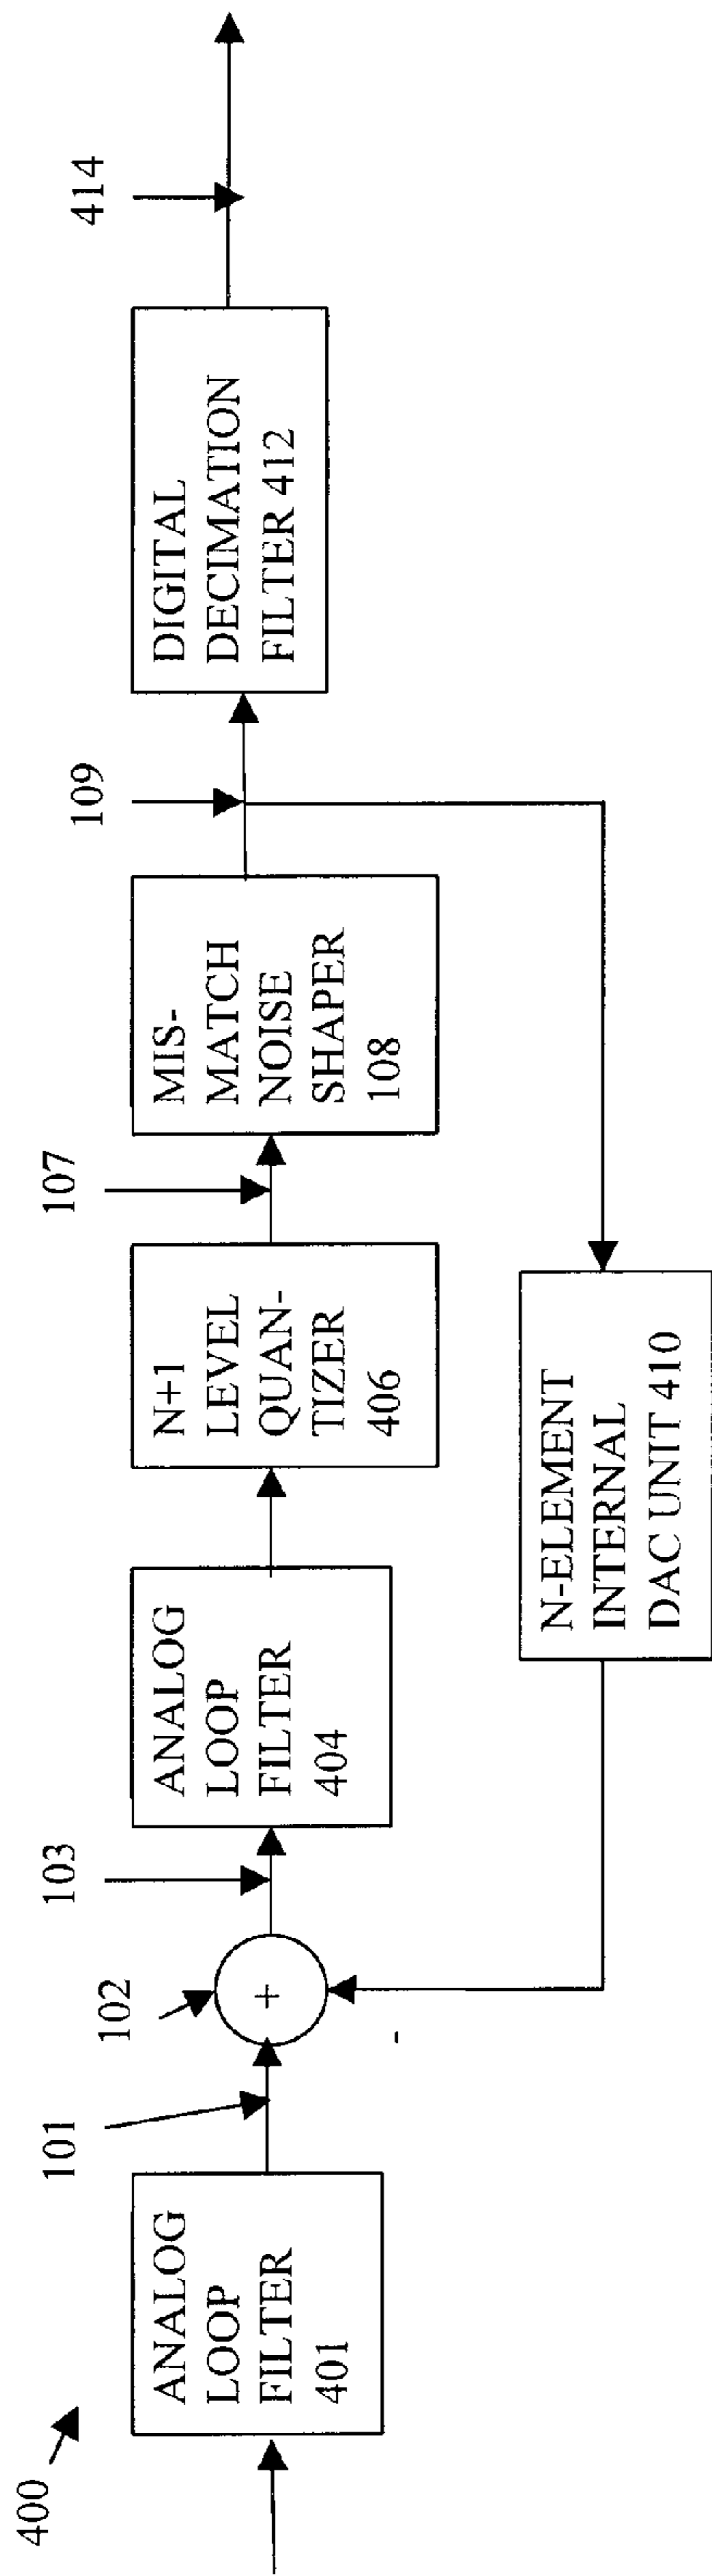 400
ANALOG
LOOP
FILTER
401
101
102
+
-
103
ANALOG
LOOP
FILTER
404
N+1
LEVEL
QUAN-
TIZER
406
107
MIS-
MATCH
NOISE
SHAPER
108
109
DIGITAL
DECIMATION
FILTER 412
414
N-ELEMENT
INTERNAL
DAC UNIT 410